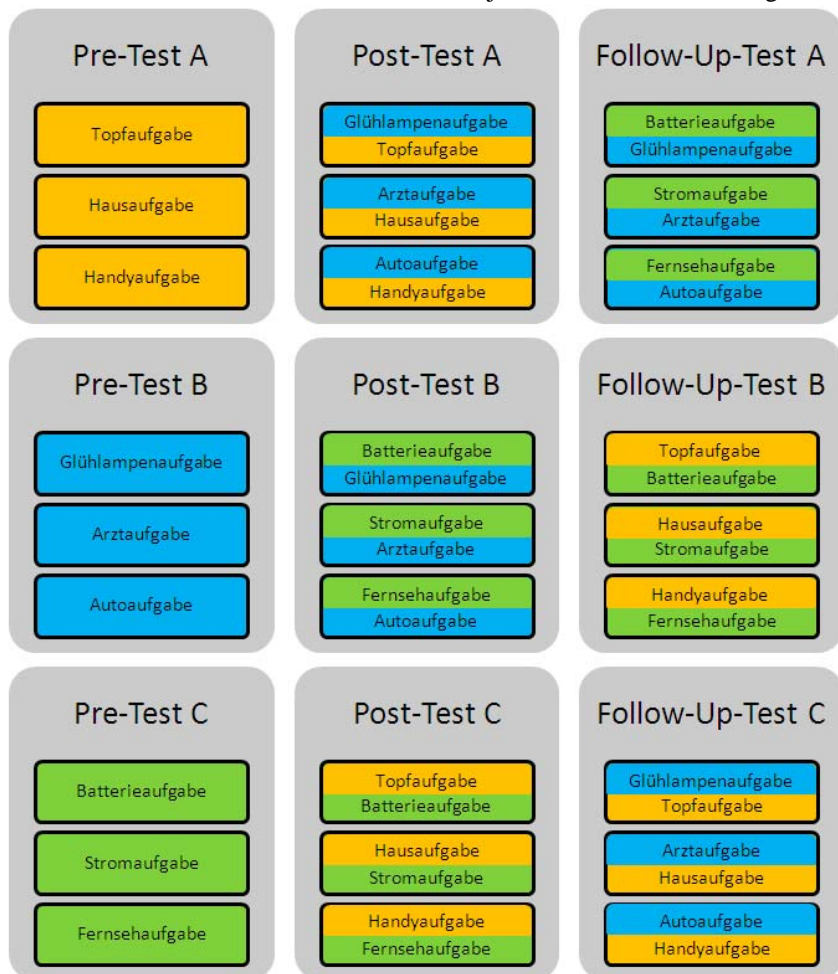 Pre-Test A
Topfaufgabe
Hausaufgabe
Handyaufgabe
Post-Test A
Glühlampenaufgabe
Topfaufgabe
Arztaufgabe
Hausaufgabe
Autoaufgabe
Handyaufgabe
Follow-Up-Test A
Batterieaufgabe
Glühlampenaufgabe
Stromaufgabe
Arztaufgabe
Fernsehaufgabe
Autoaufgabe
Pre-Test B
Glühlampenaufgabe
Arztaufgabe
Autoaufgabe
Post-Test B
Batterieaufgabe
Glühlampenaufgabe
Stromaufgabe
Arztaufgabe
Fernsehaufgabe
Autoaufgabe
Follow-Up-Test B
Topfaufgabe
Batterieaufgabe
Hausaufgabe
Stromaufgabe
Handyaufgabe
Fernsehaufgabe
Pre-Test C
Batterieaufgabe
Stromaufgabe
Fernsehaufgabe
Post-Test C
Topfaufgabe
Batterieaufgabe
Hausaufgabe
Stromaufgabe
Handyaufgabe
Fernsehaufgabe
Follow-Up-Test C
Glühlampenaufgabe
Topfaufgabe
Arztaufgabe
Hausaufgabe
Autoaufgabe
Handyaufgabe